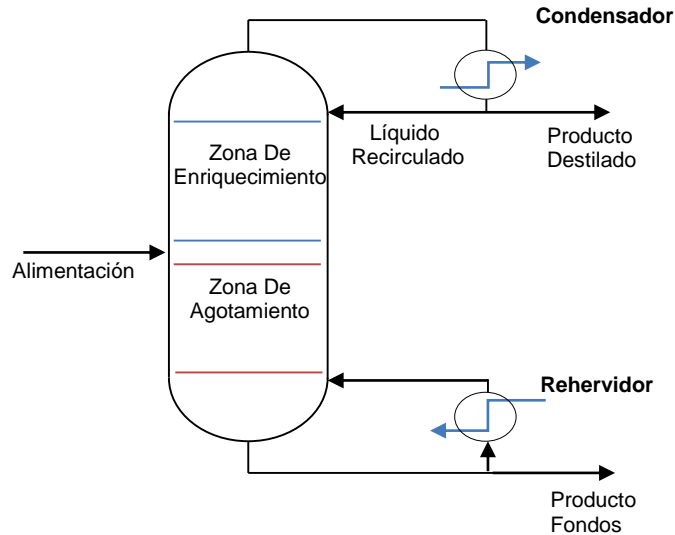 Condensador
Líquido
Recirculado
Producto
Destilado
Zona De
Enriquecimiento
Alimentación
Zona De
Agotamiento
Rehervidor
Producto
Fondos